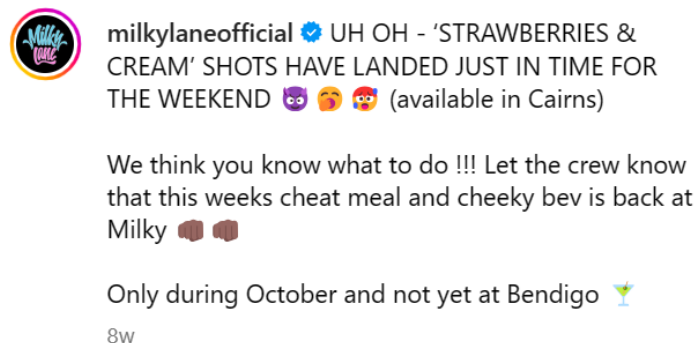 Milky Lane
milkylaneofficial UH OH - ‘STRAWBERRIES &
CREAM’ SHOTS HAVE LANDED JUST IN TIME FOR
THE WEEKEND 😈 🥱 🥵 (available in Cairns)
We think you know what to do !!! Let the crew know
that this weeks cheat meal and cheeky bev is back at
Milky 👊🏿 👊🏿
Only during October and not yet at Bendigo 🍸
8w